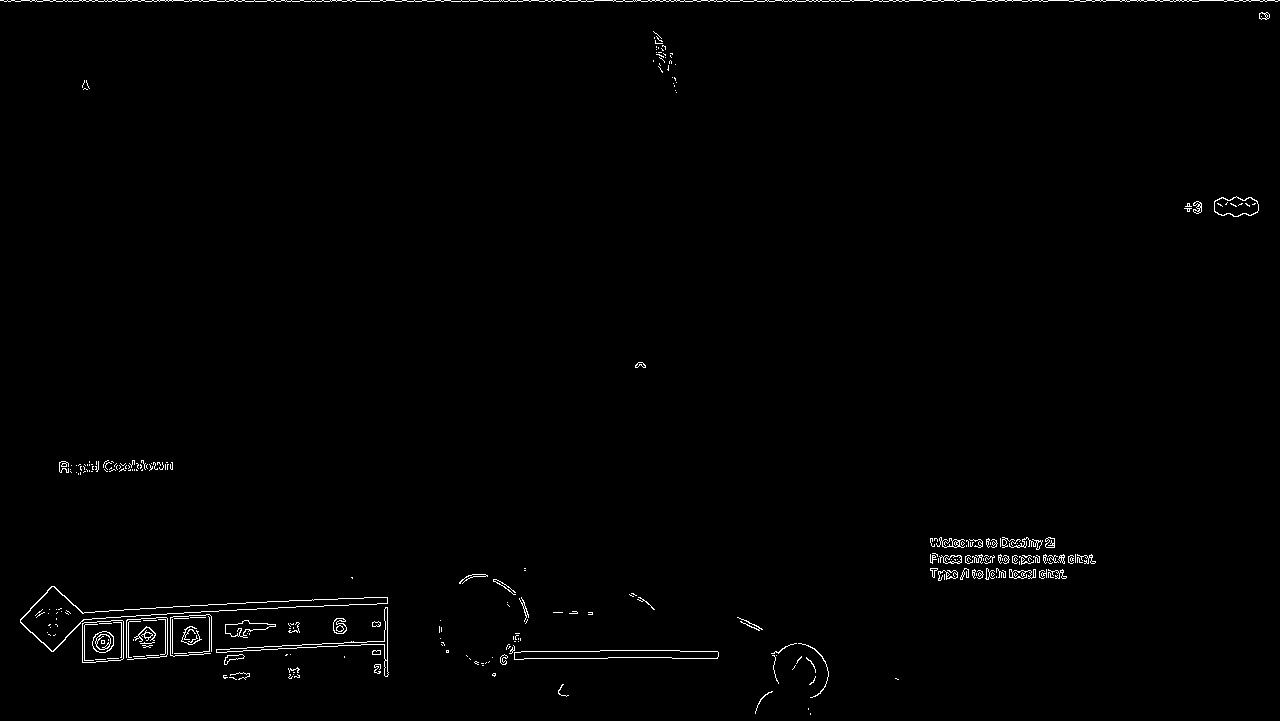 +3
Rapid Cooldown
Welcome to Destiny 2!
Press enter to open text chat.
Type /l to join local chat.
6